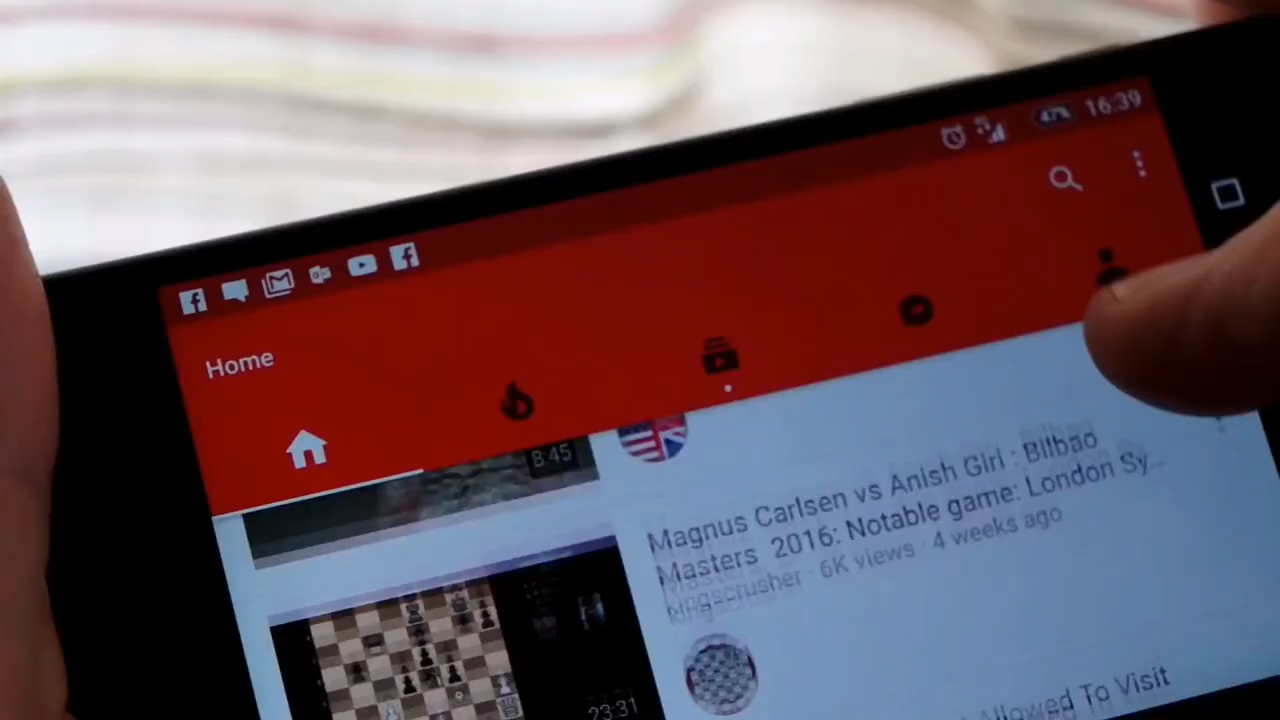 47% 16:39
Home
8:45
Magnus Carlsen vs Anish Giri : Bilbao
Masters 2016: Notable game: London Sy...
kingscrusher · 6K views · 4 weeks ago
23:31
Allowed To Visit